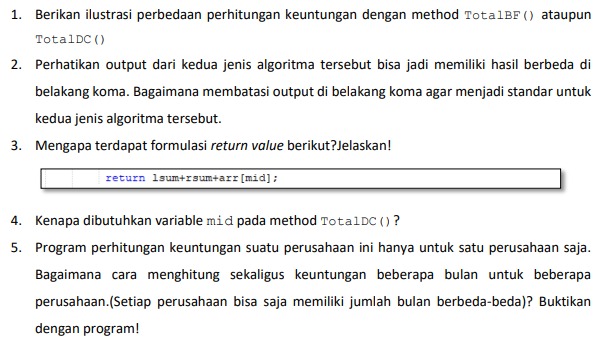 1. Berikan ilustrasi perbedaan perhitungan keuntungan dengan method TotalBF() ataupun
TotalDC()
2. Perhatikan output dari kedua jenis algoritma tersebut bisa jadi memiliki hasil berbeda di
belakang koma. Bagaimana membatasi output di belakang koma agar menjadi standar untuk
kedua jenis algoritma tersebut.
3. Mengapa terdapat formulasi return value berikut?Jelaskan!
return lsum+rsum+arr[mid];
4. Kenapa dibutuhkan variable mid pada method TotalDC()?
5. Program perhitungan keuntungan suatu perusahaan ini hanya untuk satu perusahaan saja.
Bagaimana cara menghitung sekaligus keuntungan beberapa bulan untuk beberapa
perusahaan.(Setiap perusahaan bisa saja memiliki jumlah bulan berbeda-beda)? Buktikan
dengan program!